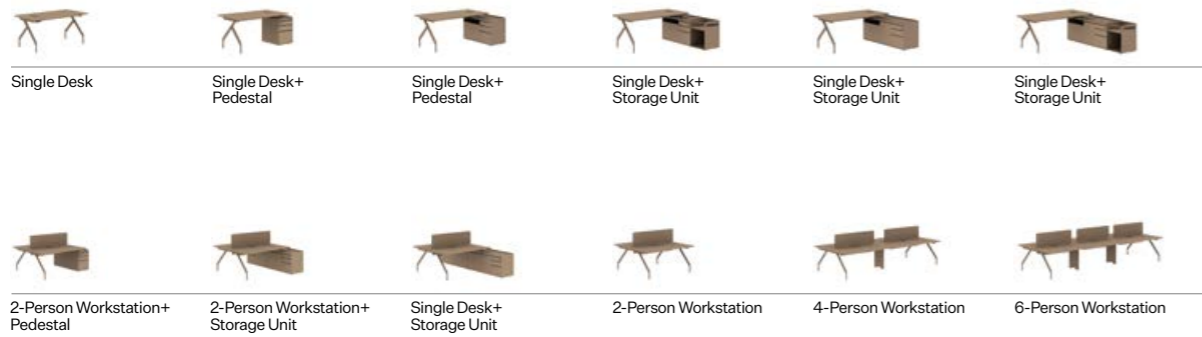 Single Desk
Single Desk+
Pedestal
Single Desk+
Pedestal
Single Desk+
Storage Unit
Single Desk+
Storage Unit
Single Desk+
Storage Unit
2-Person Workstation+
Pedestal
2-Person Workstation+
Storage Unit
Single Desk+
Storage Unit
2-Person Workstation
4-Person Workstation
6-Person Workstation